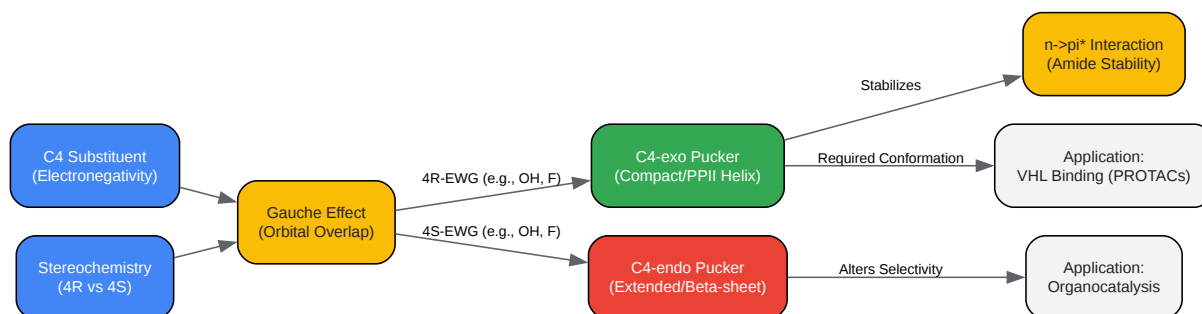 C4 Substituent
(Electronegativity)
Stereochemistry
(4R vs 4S)
Gauche Effect
(Orbital Overlap)
4R-EWG (e.g., OH, F)
4S-EWG (e.g., OH, F)
C4-exo Pucker
(Compact/PPII Helix)
C4-endo Pucker
(Extended/Beta-sheet)
Stabilizes
Required Conformation
Alters Selectivity
n->pi* Interaction
(Amide Stability)
Application:
VHL Binding (PROTACs)
Application:
Organocatalysis